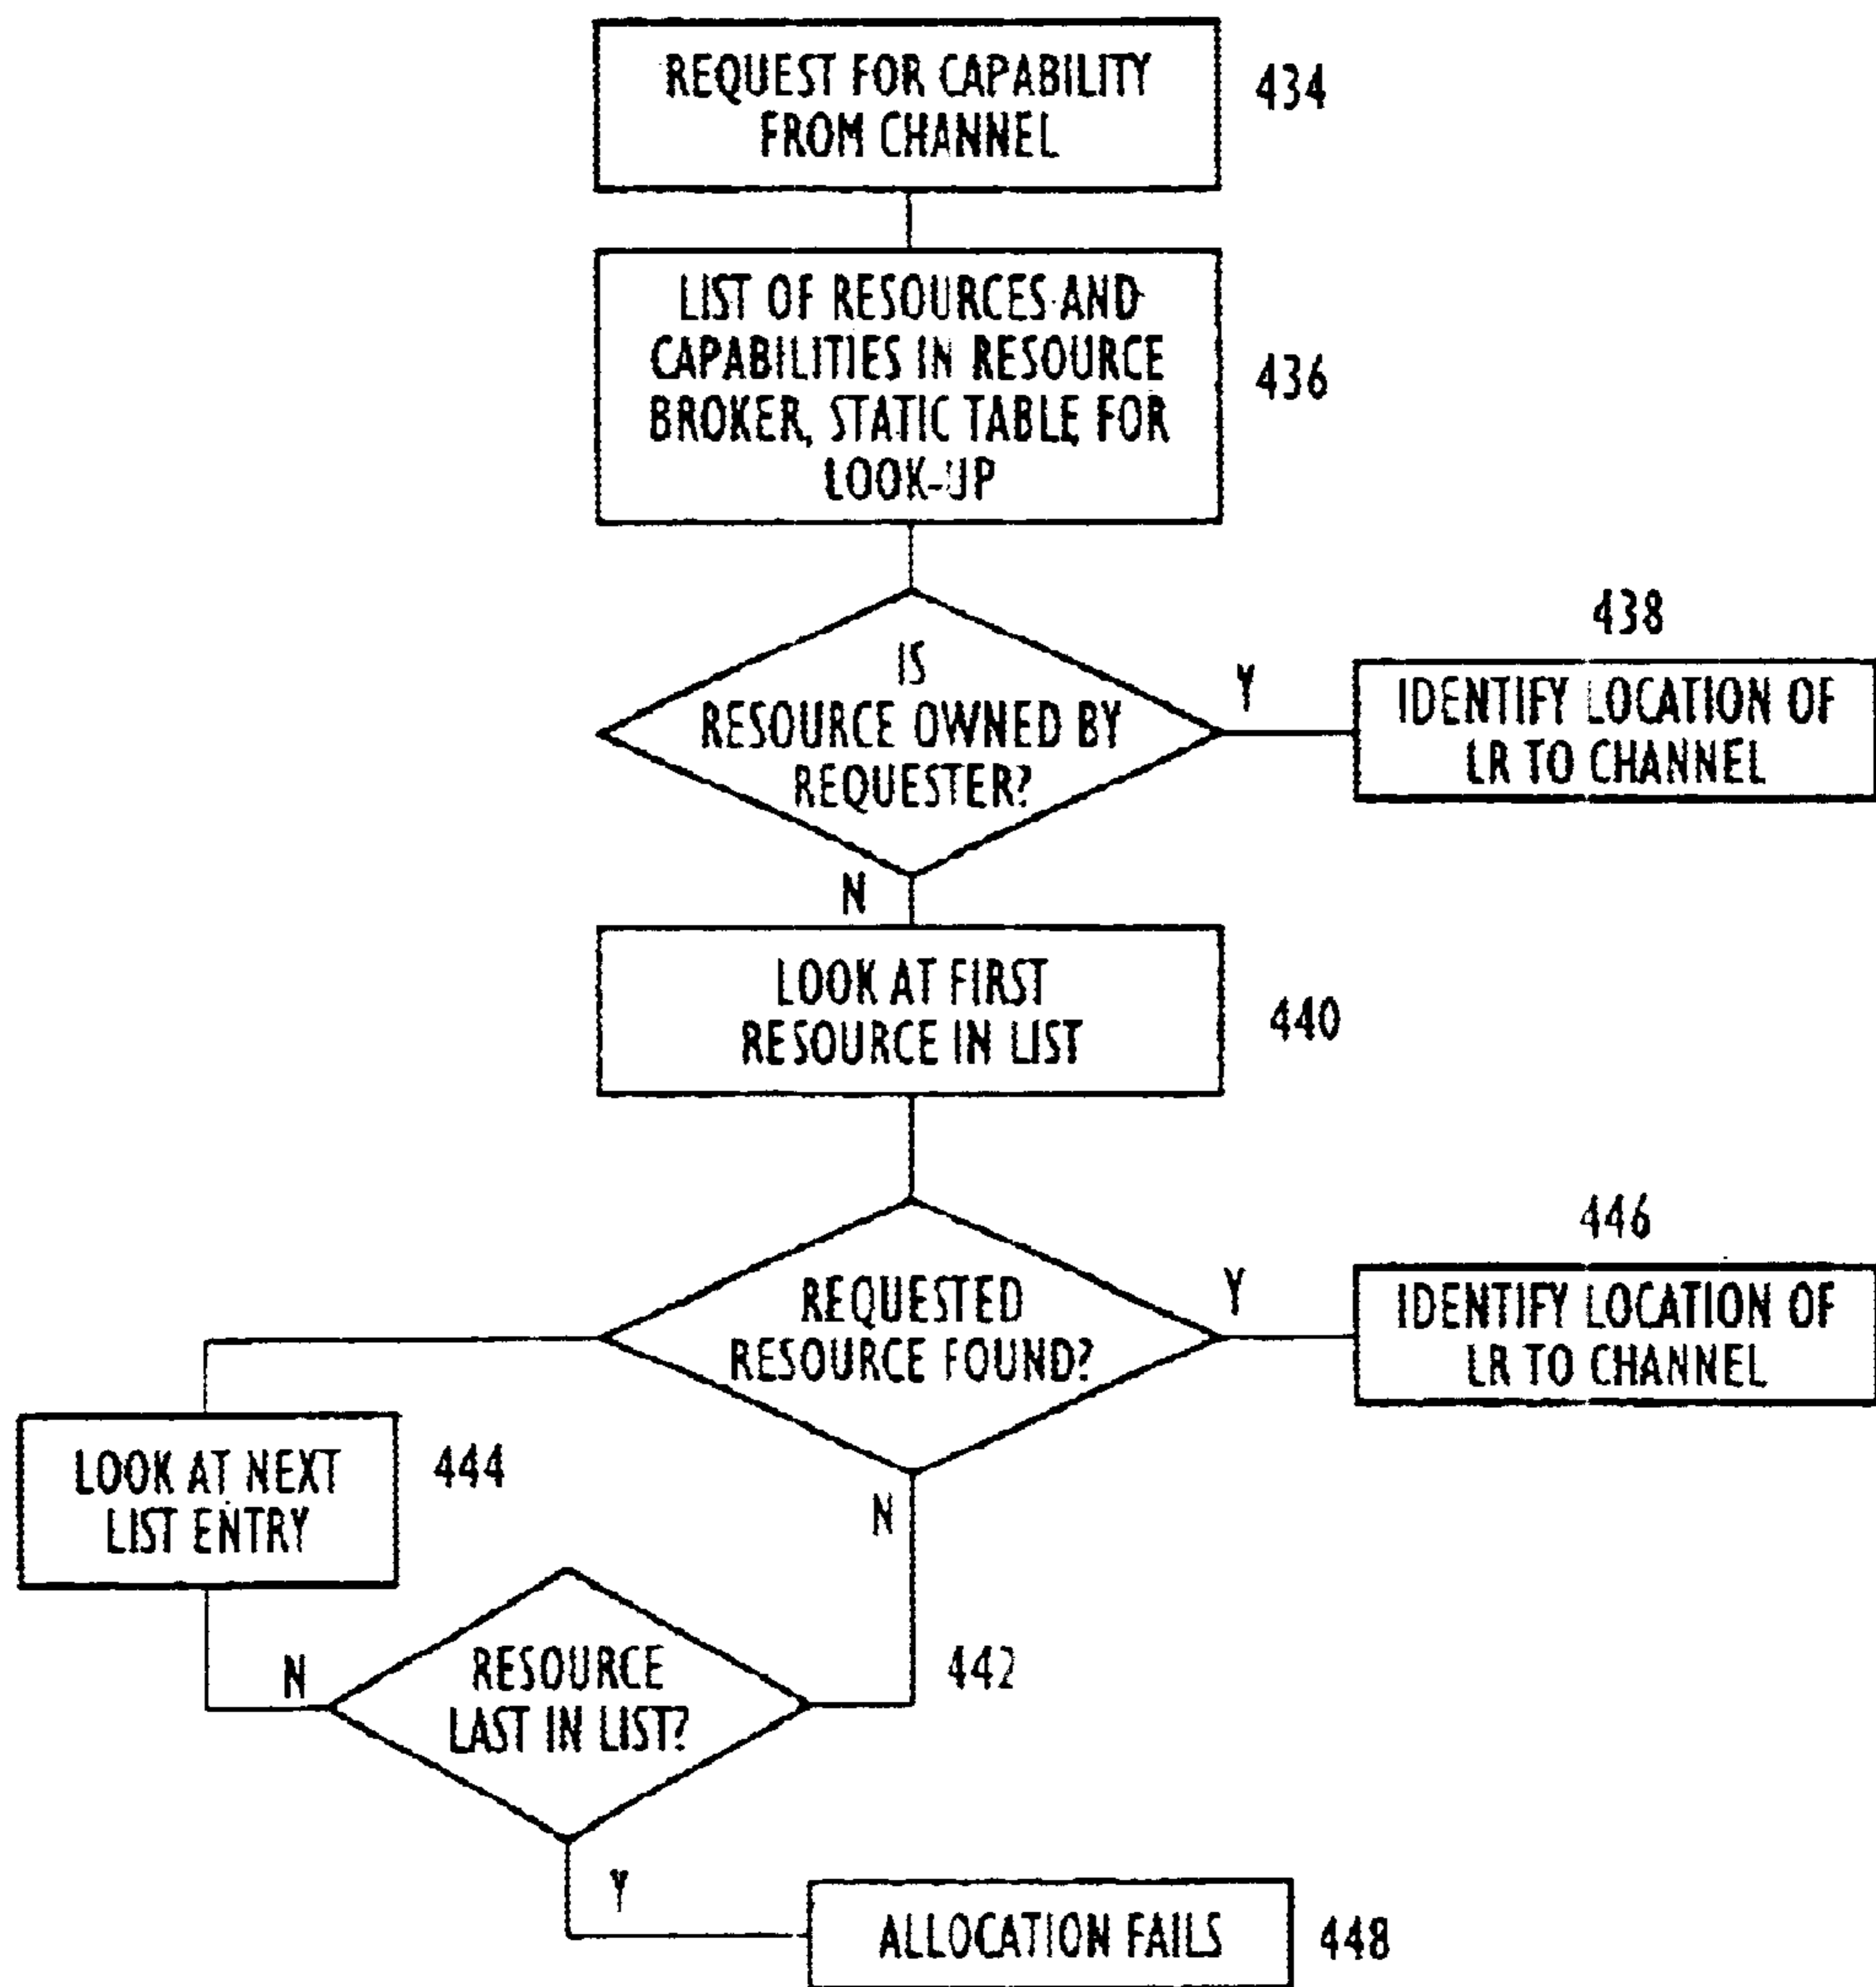 REQUEST FOR CAPABILITY
FROM CHANNEL
434
LIST OF RESOURCES AND
CAPABILITIES IN RESOURCE
BROKER, STATIC TABLE FOR
LOOK-UP
436
IS
RESOURCE OWNED BY
REQUESTER?
Y
438
IDENTIFY LOCATION OF
LR TO CHANNEL
N
LOOK AT FIRST
RESOURCE IN LIST
440
REQUESTED
RESOURCE FOUND?
Y
446
IDENTIFY LOCATION OF
LR TO CHANNEL
LOOK AT NEXT
LIST ENTRY
444
N
RESOURCE
LAST IN LIST?
442
N
Y
ALLOCATION FAILS
448